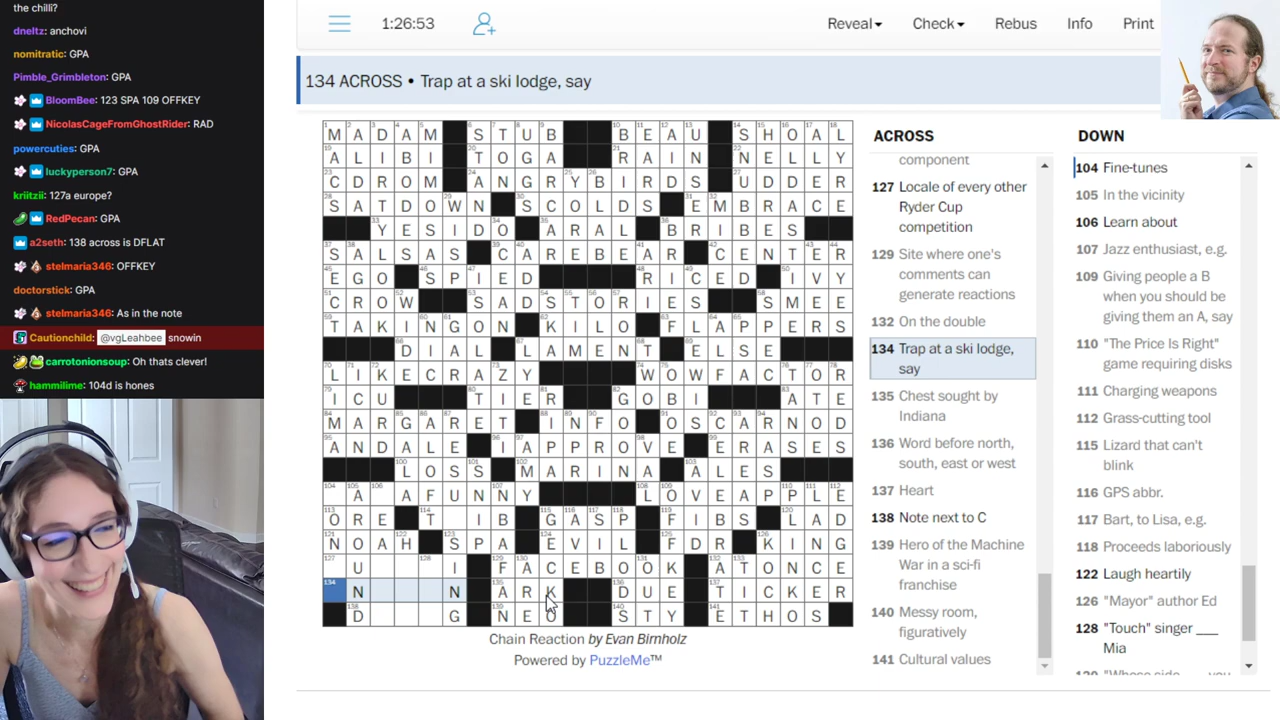 the chilli?
dneltz: anchovi
nomitratic: GPA
Pimble_Grimbleton: GPA
BloomBee: 123 SPA 109 OFFKEY
NicolasCageFromGhostRider: RAD
powercuties: GPA
luckyperson7: GPA
kriitzii: 127a europe?
RedPecan: GPA
a2seth: 138 across is DFLAT
stelmaria346: OFFKEY
doctorstick: GPA
stelmaria346: As in the note
Cautionchild: @vgLeahbee snowin
carrotonionsoup: Oh thats clever!
hammilime: 104d is hones
1:26:53
Reveal
Check
Rebus
Info
Print
134 ACROSS • Trap at a ski lodge, say
M A D A M S T U B B E A U S H O A L
A L I B I T O G A R A I N N E L L Y
C D R O M A N G R Y B I R D S U D D E R
S A T D O W N S C O L D S E M B R A C E
Y E S I D O A R A L B R I B E S
S A L S A S C A R E B E A R C E N T E R
E G O S P I E D R I C E D I V Y
C R O W S A D S T O R I E S S M E E
T A K I N G O N K I L O F L A P P E R S
D I A L L A M E N T E L S E
L I K E C R A Z Y W O W F A C T O R
I C U T I E R G O B I A T E
M A R G A R E T I N F O O S C A R N O D
A N D A L E I A P P R O V E E R A S E S
L O S S M A R I N A A L E S
A A F U N N Y L O V E A P P L E
O R E T I B G A S P F I B S L A D
N O A H S P A E V I L F D R K I N G
U I F A C E B O O K A T O N C E
N N A R K D U E T I C K E R
D G N E O S T Y E T H O S
Chain Reaction by Evan Birnholz
Powered by PuzzleMe™
ACROSS
component
127 Locale of every other
Ryder Cup
competition
129 Site where one's
comments can
generate reactions
132 On the double
134 Trap at a ski lodge,
say
135 Chest sought by
Indiana
136 Word before north,
south, east or west
137 Heart
138 Note next to C
139 Hero of the Machine
War in a sci-fi
franchise
140 Messy room,
figuratively
141 Cultural values
DOWN
104 Fine-tunes
105 In the vicinity
106 Learn about
107 Jazz enthusiast, e.g.
109 Giving people a B
when you should be
giving them an A, say
110 "The Price Is Right"
game requiring disks
111 Charging weapons
112 Grass-cutting tool
115 Lizard that can't
blink
116 GPS abbr.
117 Bart, to Lisa, e.g.
118 Proceeds laboriously
122 Laugh heartily
126 "Mayor" author Ed
128 "Touch" singer ___
Mia